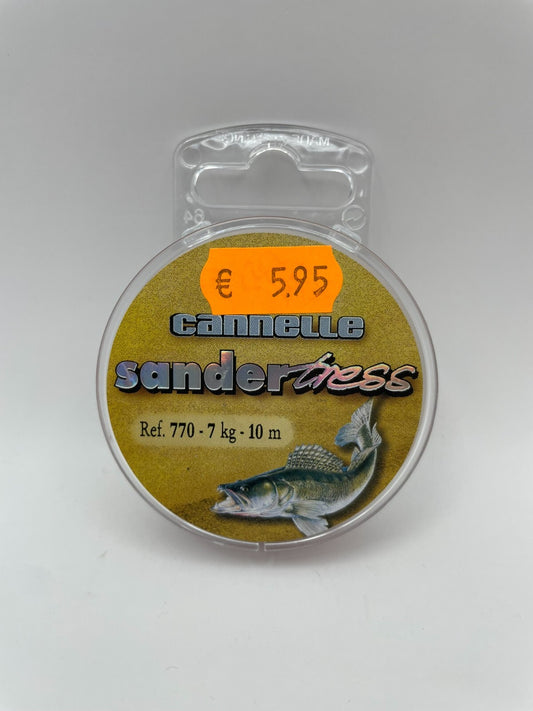 € 5,95
cannelle
sandertress
Ref. 770 - 7 kg - 10 m